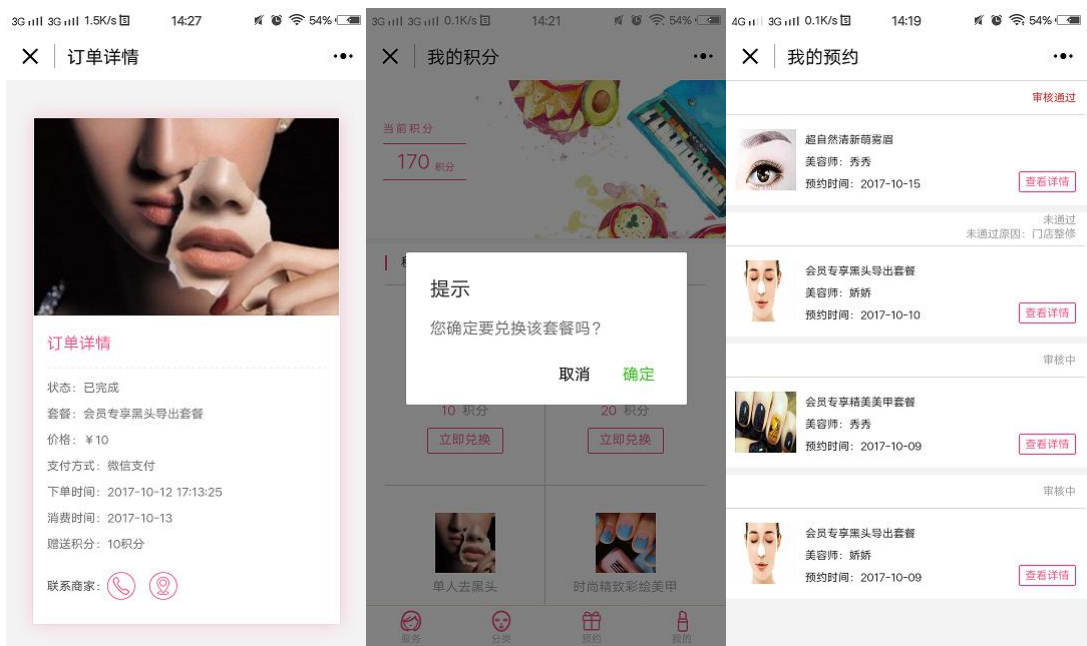 3G 3G 1.5K/s 14:27 54%
订单详情
订单详情
状态：已完成
套餐：会员专享黑头导出套餐
价格：￥10
支付方式：微信支付
下单时间：2017-10-12 17:13:25
消费时间：2017-10-13
赠送积分：10积分
联系商家：
3G 3G 0.1K/s 14:21 54%
我的积分
当前积分
170 积分
提示
您确定要兑换该套餐吗？
取消 确定
10 积分 20 积分
立即兑换 立即兑换
单人去黑头 时尚精致彩绘美甲
服务 分类 预约 我的
4G 3G 0.1K/s 14:19 54%
我的预约
审核通过
超自然清新萌雾眉
美容师：秀秀
预约时间：2017-10-15
查看详情
未通过
未通过原因：门店整修
会员专享黑头导出套餐
美容师：娇娇
预约时间：2017-10-10
查看详情
审核中
会员专享精美美甲套餐
美容师：秀秀
预约时间：2017-10-09
查看详情
审核中
会员专享黑头导出套餐
美容师：娇娇
预约时间：2017-10-09
查看详情